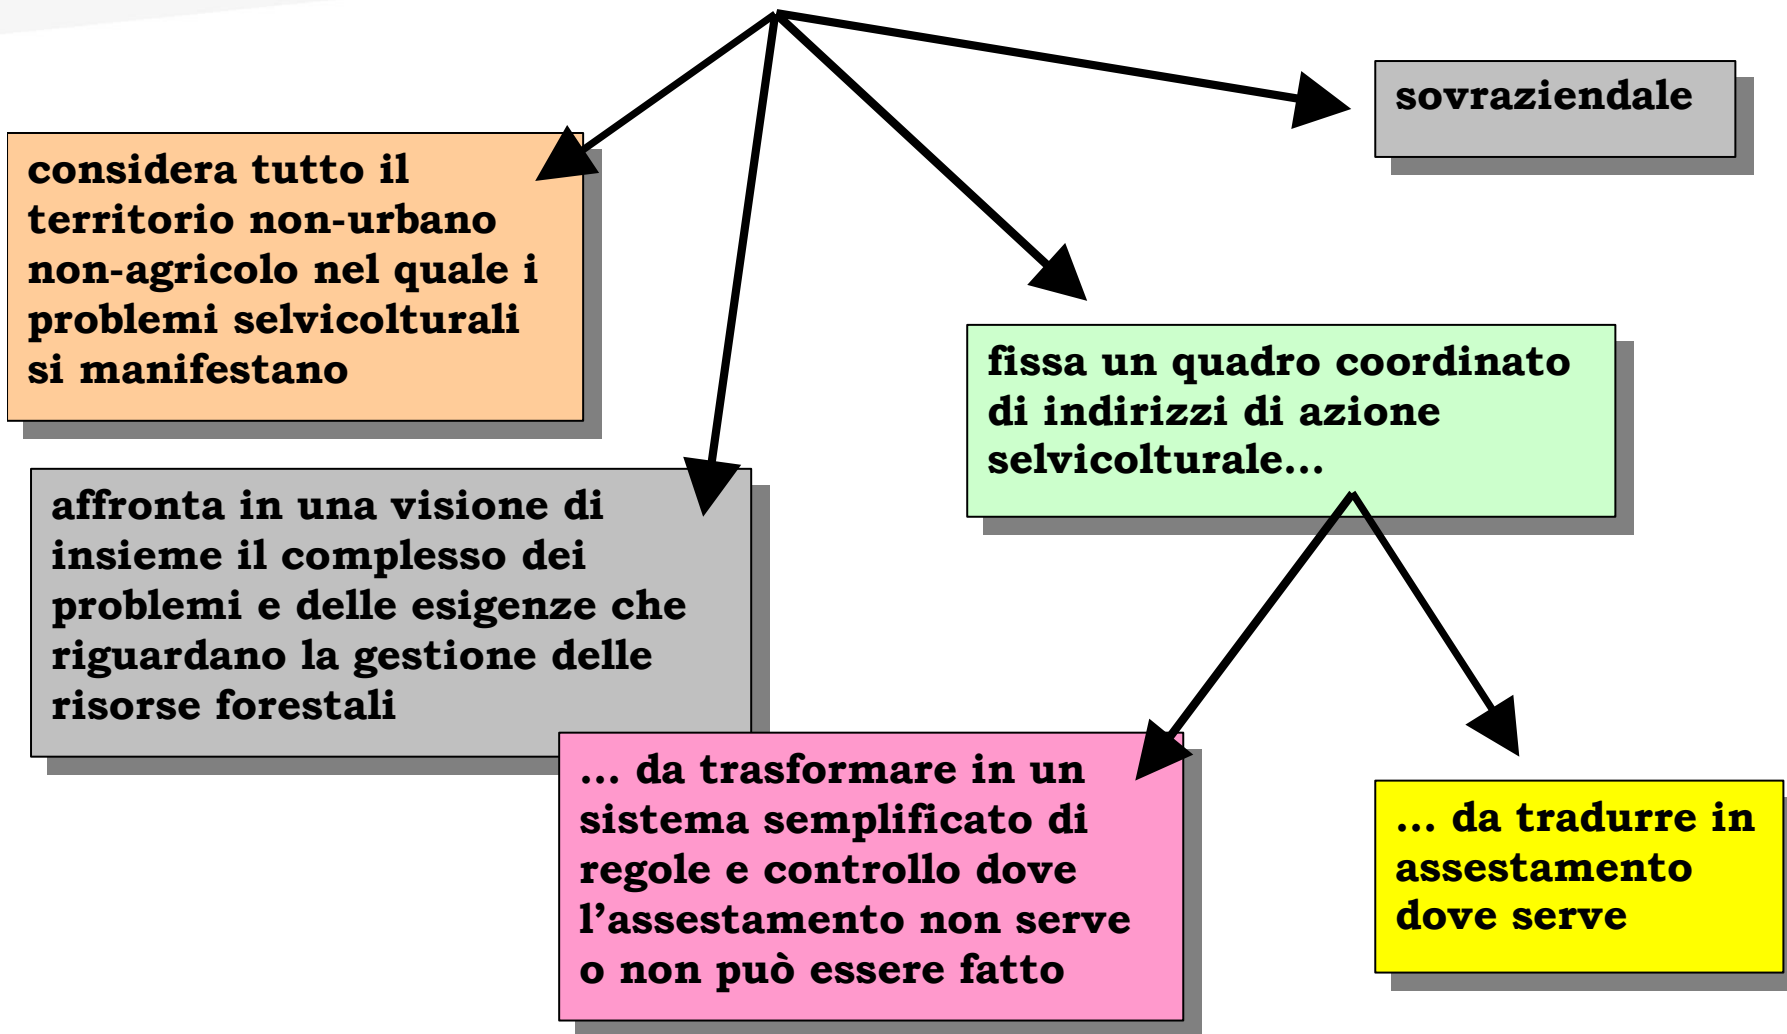 sovraziendale
considera tutto il
territorio non-urbano
non-agricolo nel quale i
problemi selvicolturali
si manifestano
fissa un quadro coordinato
di indirizzi di azione
selvicolturale...
affronta in una visione di
insieme il complesso dei
problemi e delle esigenze che
riguardano la gestione delle
risorse forestali
... da trasformare in un
sistema semplificato di
regole e controllo dove
l’assestamento non serve
o non può essere fatto
... da tradurre in
assestamento
dove serve